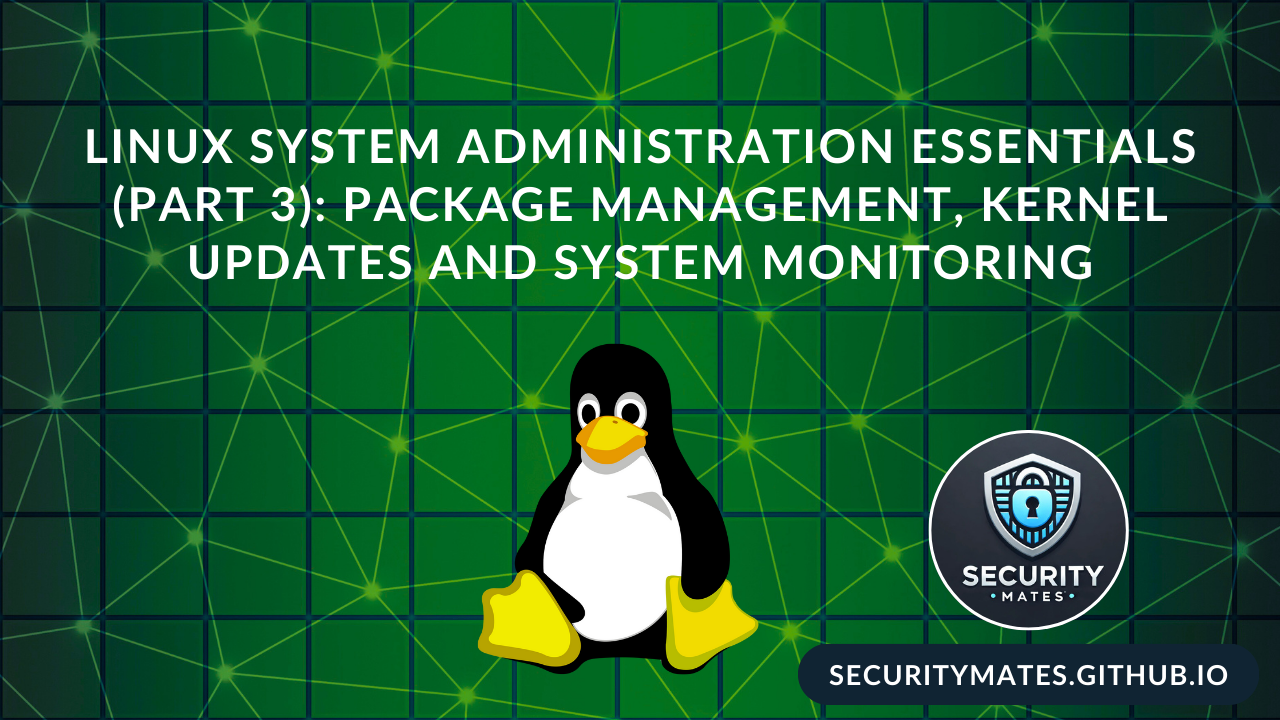 LINUX SYSTEM ADMINISTRATION ESSENTIALS
(PART 3): PACKAGE MANAGEMENT, KERNEL
UPDATES AND SYSTEM MONITORING
SECURITY
•MATES•
SECURITYMATES.GITHUB.IO